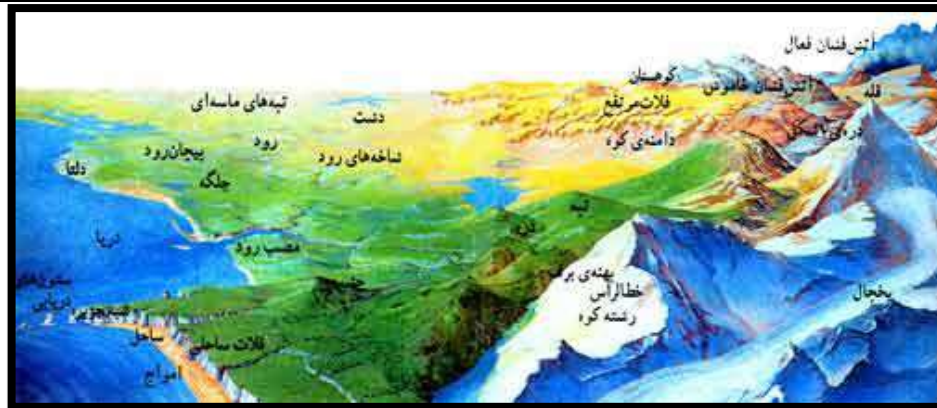 آتش‌فشان فعال
کوهستان
آتش‌فشان خاموش
قله
فلات مرتفع
تپه‌های ماسه‌ای
دشت
دامنه‌ی کوه
رود
شاخه‌های رود
پیچان‌رود
دلتا
جلگه
تپه
دره
دریا
مصب رود
پهنه‌ی برف
خط‌الرأس
رشته کوه
یخچال
ستون‌های
دریایی
ساحل
فلات ساحلی
امواج